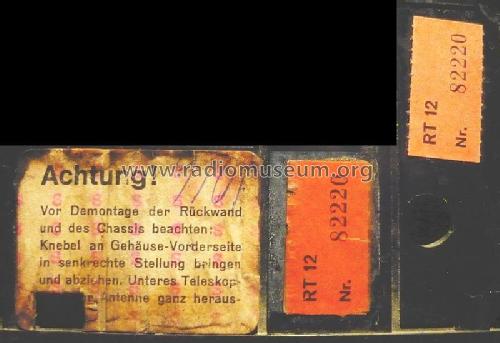 Achtung!
Vor Demontage der Rückwand
und des Chassis beachten:
Knebel an Gehäuse-Vorderseite
in senkrechte Stellung bringen
und abziehen. Unteres Teleskop-
Antenne ganz heraus-
RT 12
Nr. 82220
RT 12
Nr. 82220
www.radiomuseum.org